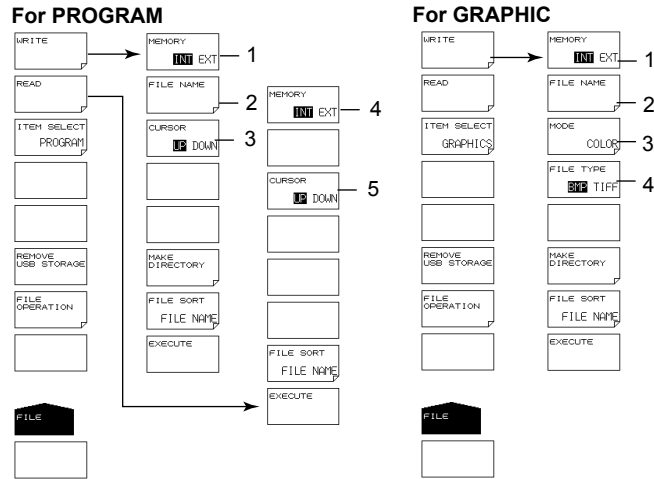 For PROGRAM
WRITE
READ
ITEM SELECT
PROGRAM
REMOVE
USB STORAGE
FILE
OPERATION
FILE
MEMORY
INT EXT
1
FILE NAME
2
CURSOR
UP DOWN
3
MAKE
DIRECTORY
FILE SORT
FILE NAME
EXECUTE
MEMORY
INT EXT
4
CURSOR
UP DOWN
5
FILE SORT
FILE NAME
EXECUTE
For GRAPHIC
WRITE
READ
ITEM SELECT
GRAPHICS
REMOVE
USB STORAGE
FILE
OPERATION
FILE
MEMORY
INT EXT
1
FILE NAME
2
MODE
COLOR
3
FILE TYPE
BMP TIFF
4
MAKE
DIRECTORY
FILE SORT
FILE NAME
EXECUTE